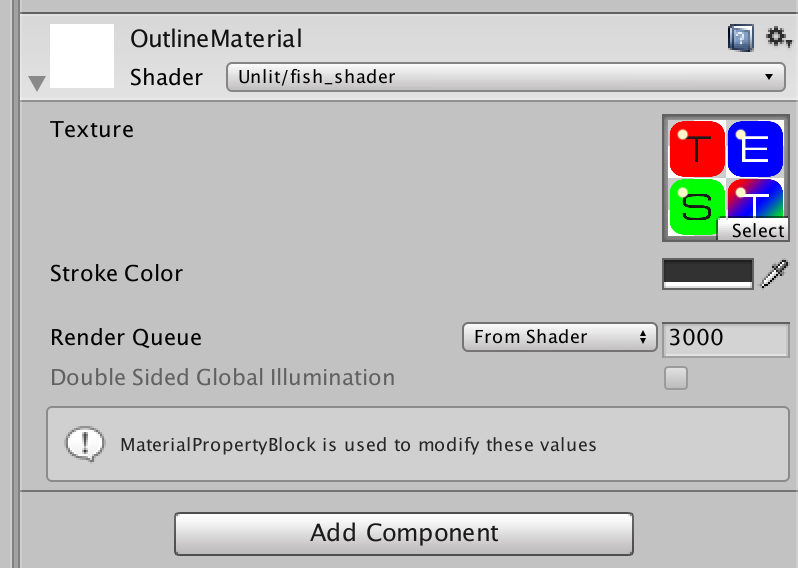 OutlineMaterial
Shader Unlit/fish_shader
Texture
T E
S T
Select
Stroke Color
Render Queue From Shader 3000
Double Sided Global Illumination
MaterialPropertyBlock is used to modify these values
Add Component